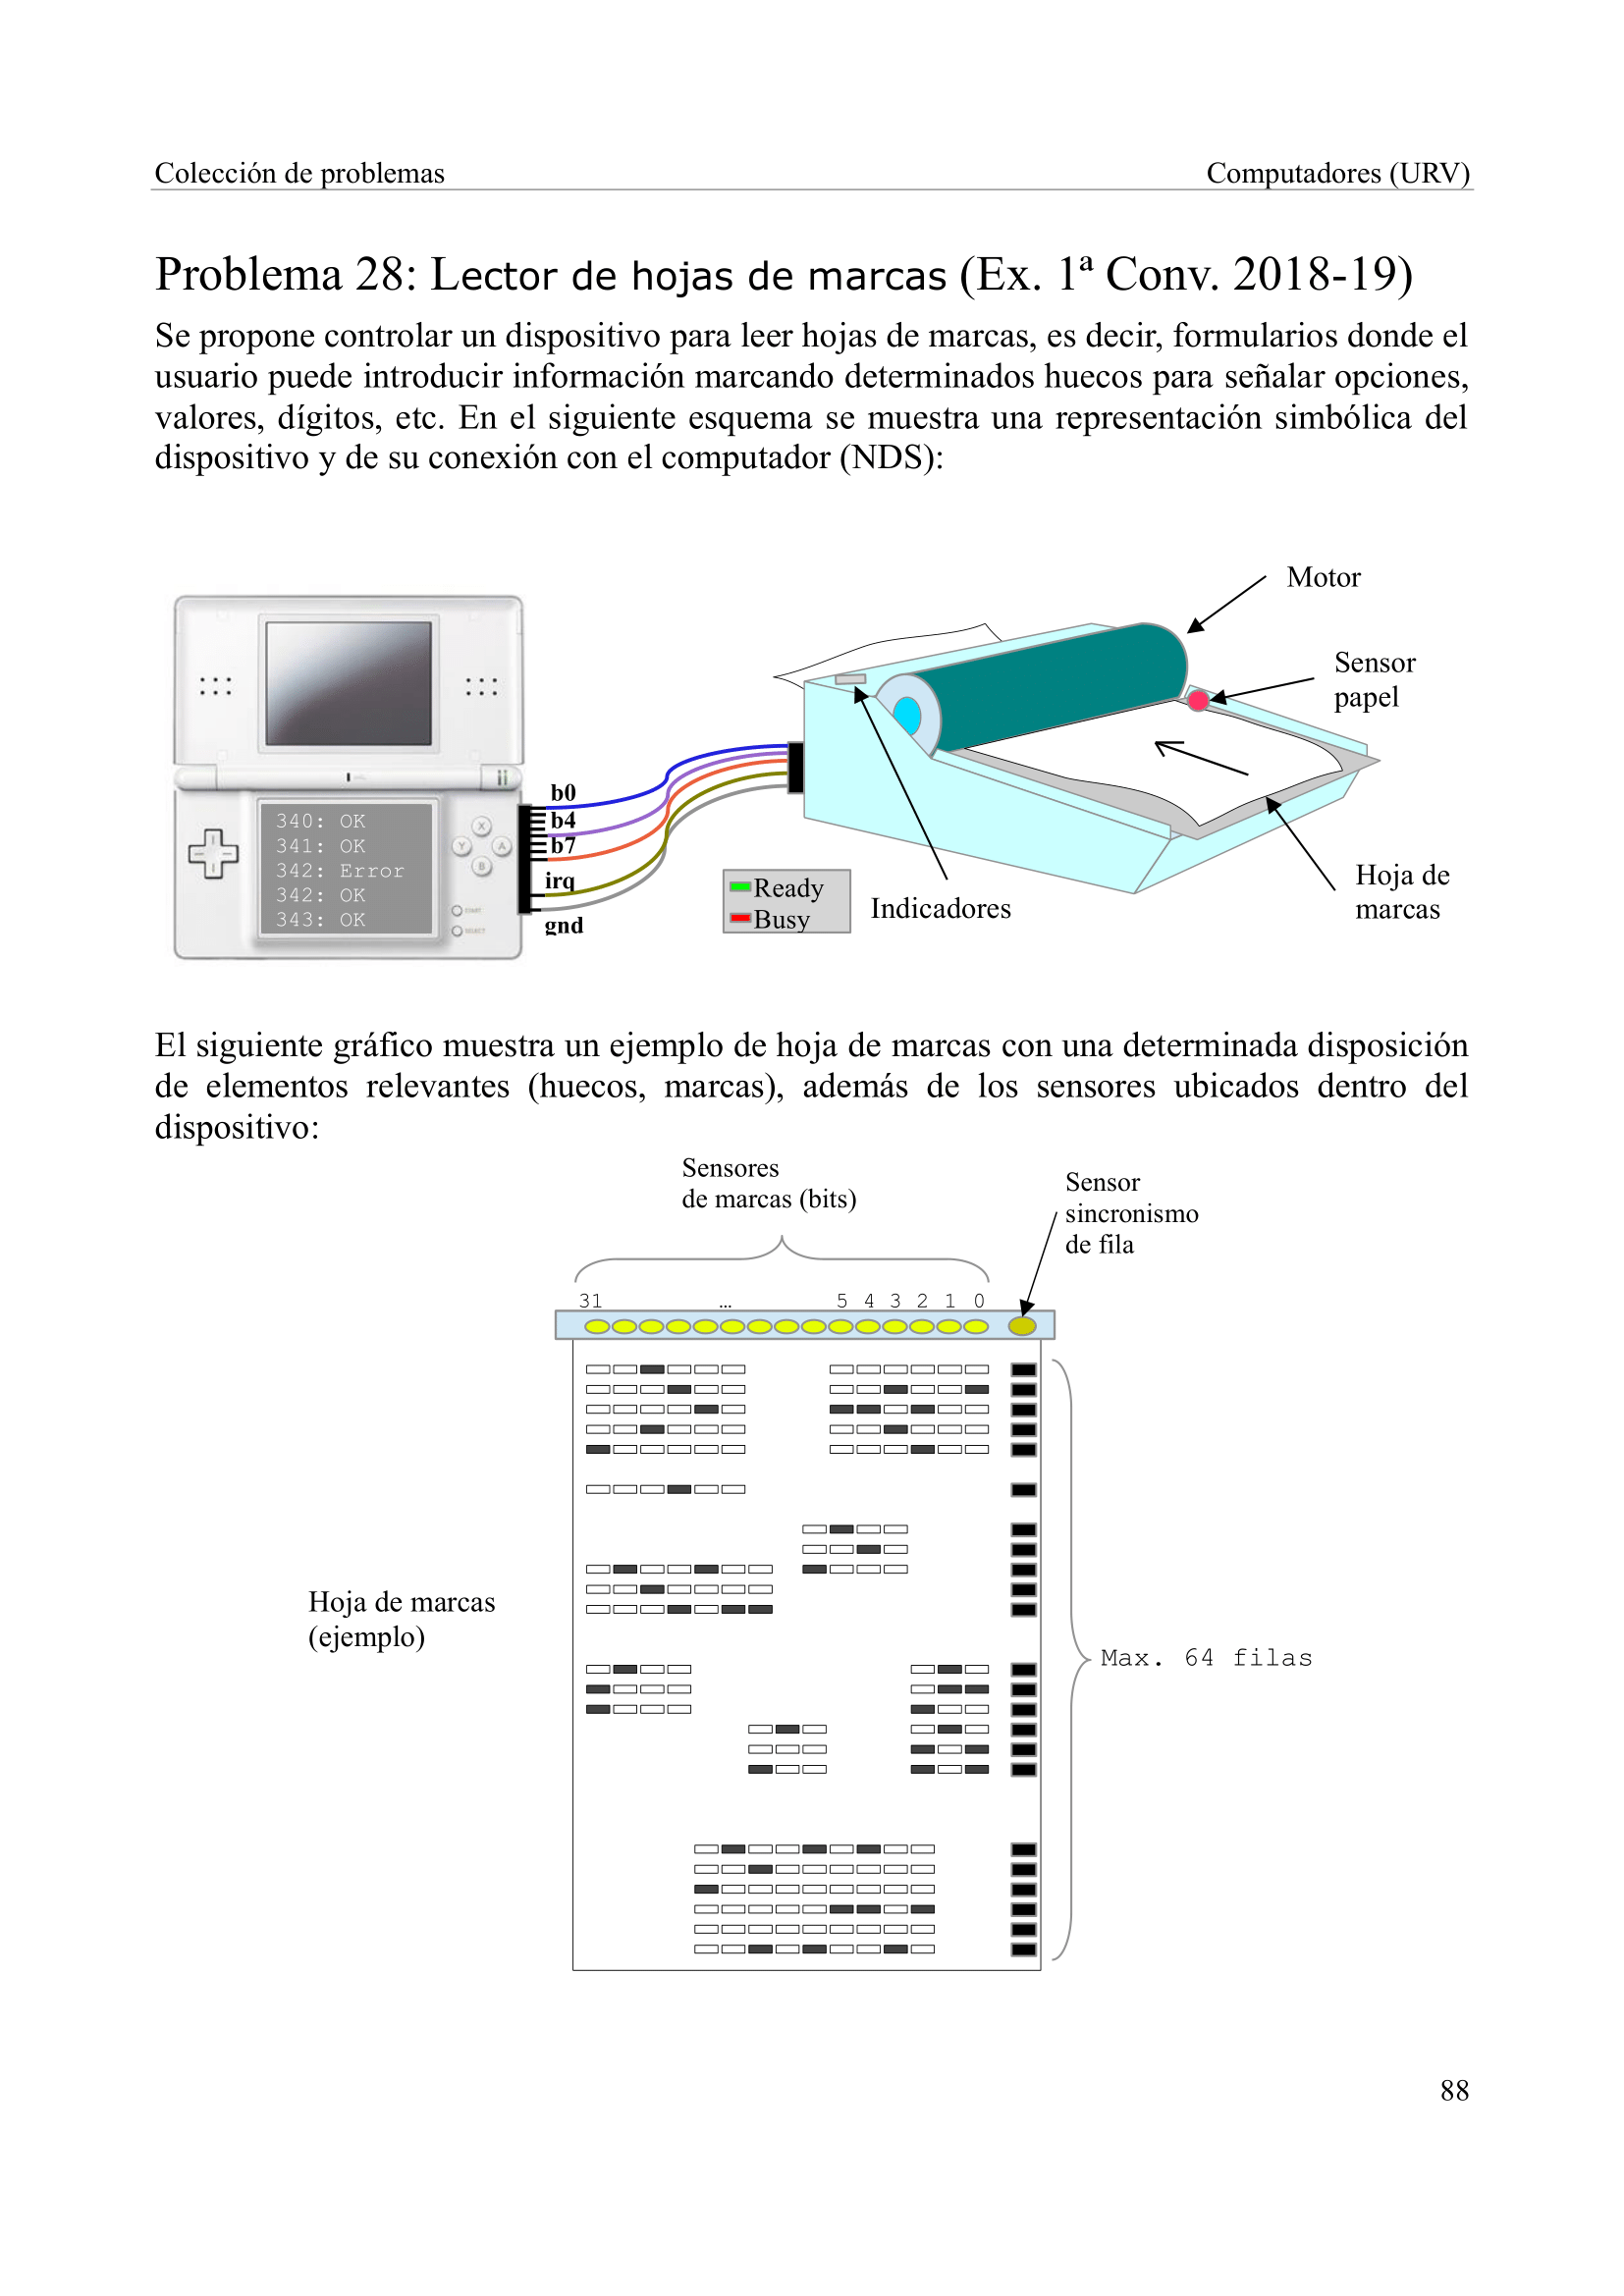 Colección de problemas
Computadores (URV)
Problema 28: Lector de hojas de marcas (Ex. 1ª Conv. 2018-19)
Se propone controlar un dispositivo para leer hojas de marcas, es decir, formularios donde el
usuario puede introducir información marcando determinados huecos para señalar opciones,
valores, dígitos, etc. En el siguiente esquema se muestra una representación simbólica del
dispositivo y de su conexión con el computador (NDS):
Motor
Sensor
papel
b0
b4
b7
irq
gnd
340: OK
341: OK
342: Error
342: OK
343: OK
X
Y
A
B
START
SELECT
Ready
Busy
Indicadores
Hoja de
marcas
El siguiente gráfico muestra un ejemplo de hoja de marcas con una determinada disposición
de elementos relevantes (huecos, marcas), además de los sensores ubicados dentro del
dispositivo:
Sensores
de marcas (bits)
Sensor
sincronismo
de fila
31 ... 5 4 3 2 1 0
Hoja de marcas
(ejemplo)
Max. 64 filas
88